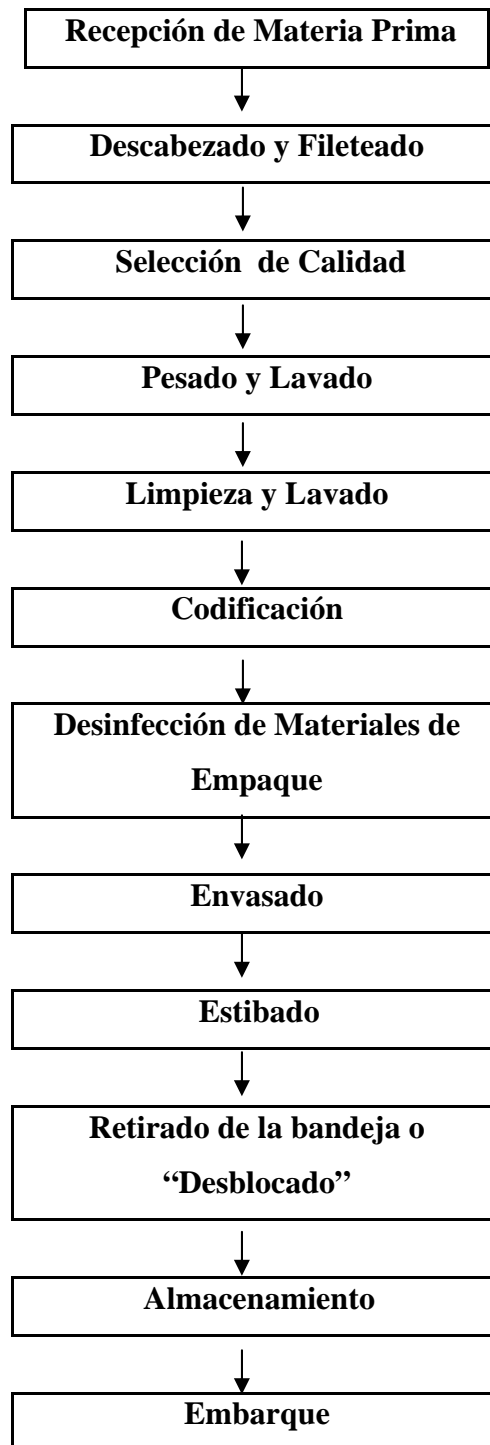 Recepción de Materia Prima
Descabezado y Fileteado
Selección de Calidad
Pesado y Lavado
Limpieza y Lavado
Codificación
Desinfección de Materiales de
Empaque
Envasado
Estibado
Retirado de la bandeja o
“Desblocado”
Almacenamiento
Embarque